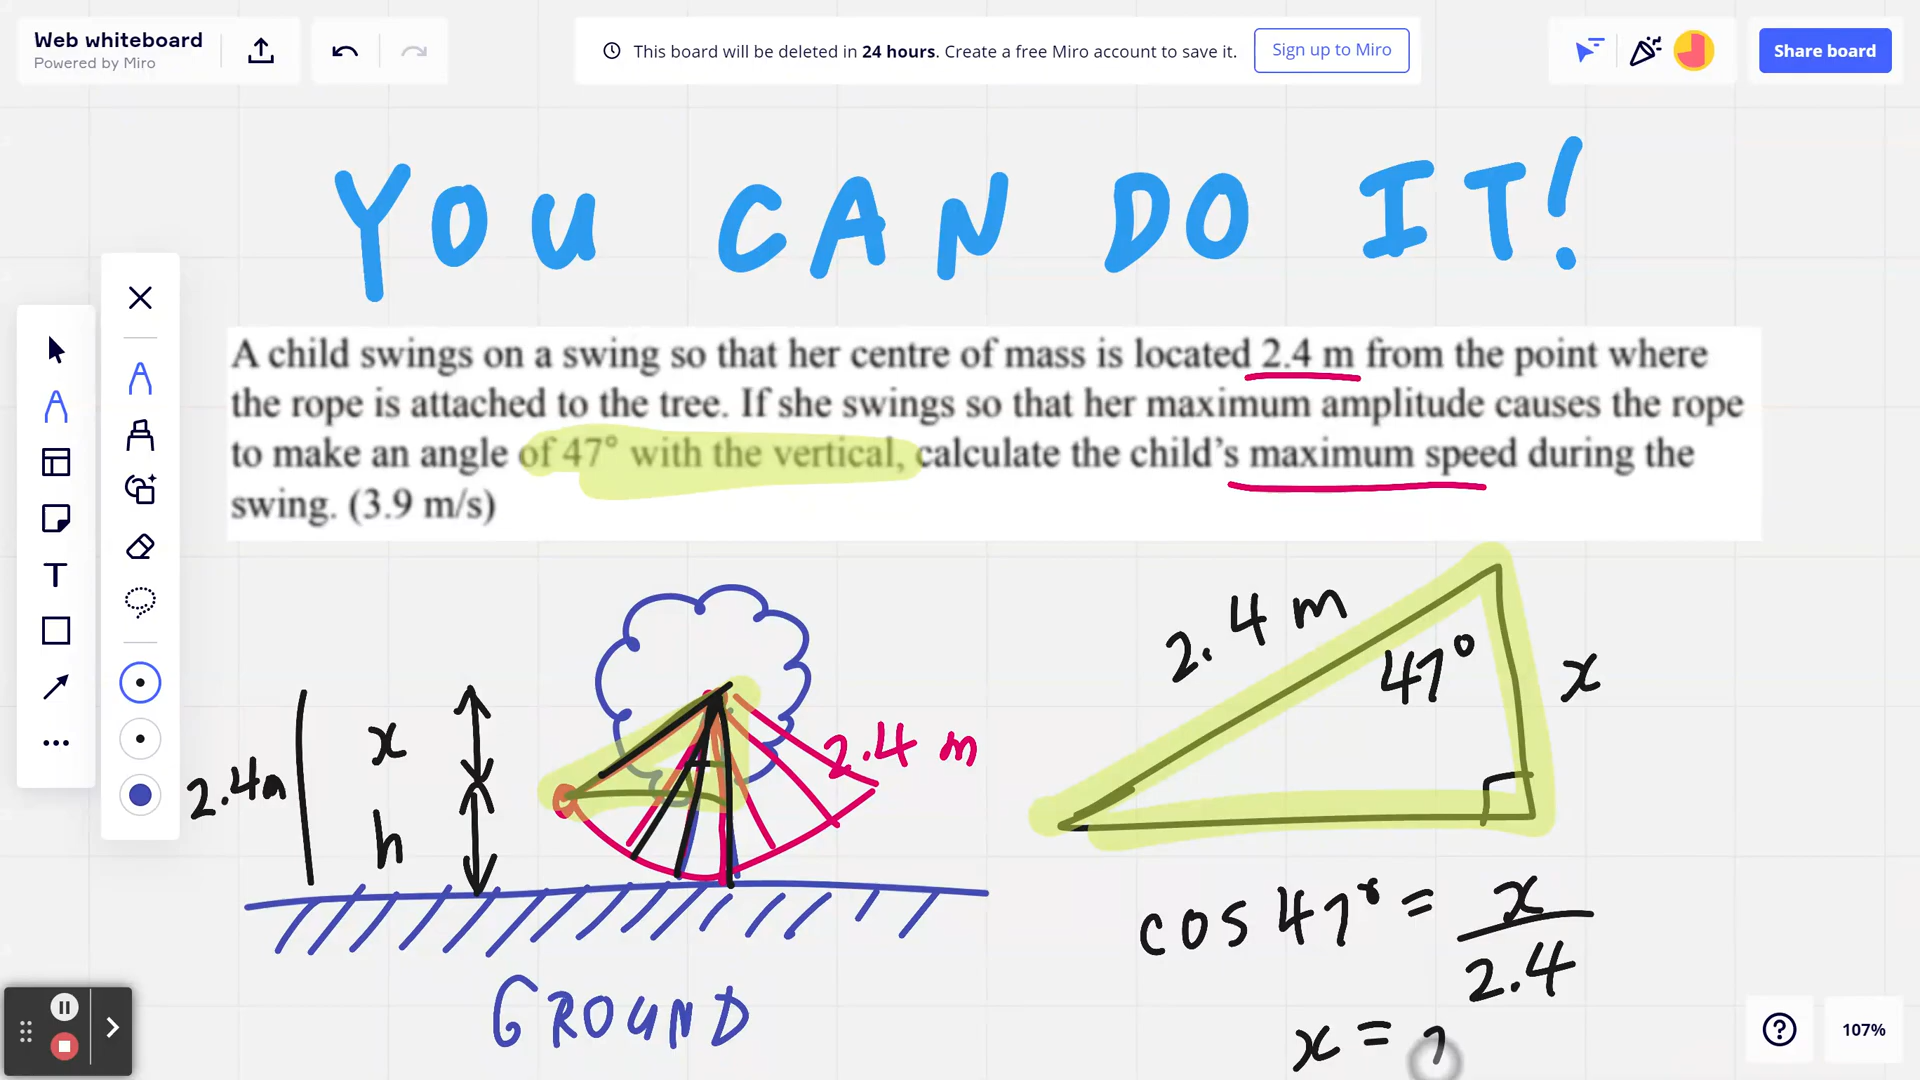 Web whiteboard
Powered by Miro
This board will be deleted in 24 hours. Create a free Miro account to save it.
Sign up to Miro
Share board
YOU CAN DO IT!
A child swings on a swing so that her centre of mass is located 2.4 m from the point where
the rope is attached to the tree. If she swings so that her maximum amplitude causes the rope
to make an angle of 47° with the vertical, calculate the child's maximum speed during the
swing. (3.9 m/s)
T
2.4 m
47°
x
x
2.4 m
2.4m
h
cos 47° = x
2.4
GROUND
x =
107%